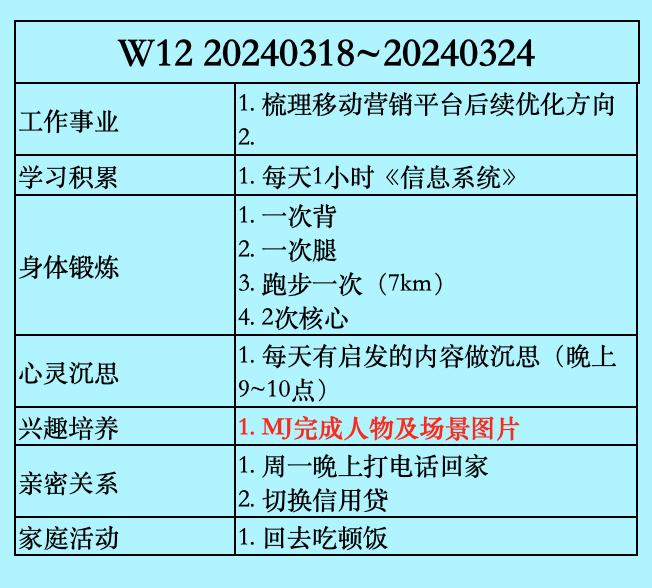 W12 20240318~20240324
工作事业
1. 梳理移动营销平台后续优化方向
2.
学习积累
1. 每天1小时《信息系统》
身体锻炼
1. 一次背
2. 一次腿
3. 跑步一次（7km）
4. 2次核心
心灵沉思
1. 每天有启发的内容做沉思（晚上
9~10点）
兴趣培养
1. MJ完成人物及场景图片
亲密关系
1. 周一晚上打电话回家
2. 切换信用贷
家庭活动
1. 回去吃顿饭